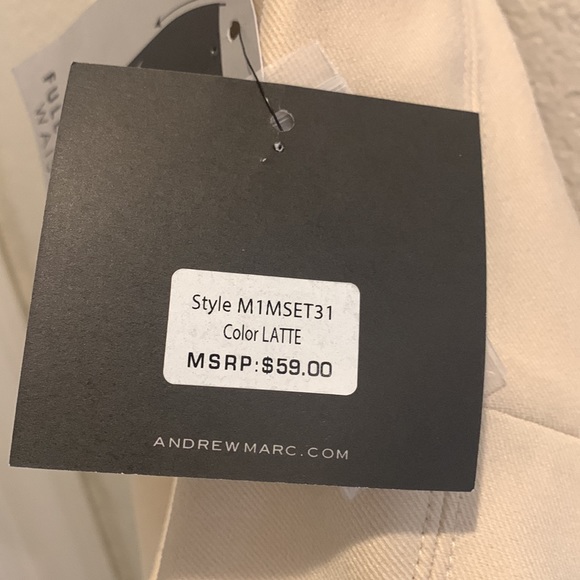 Style M1MSET31
Color LATTE
MSRP:$59.00
ANDREWMARC.COM